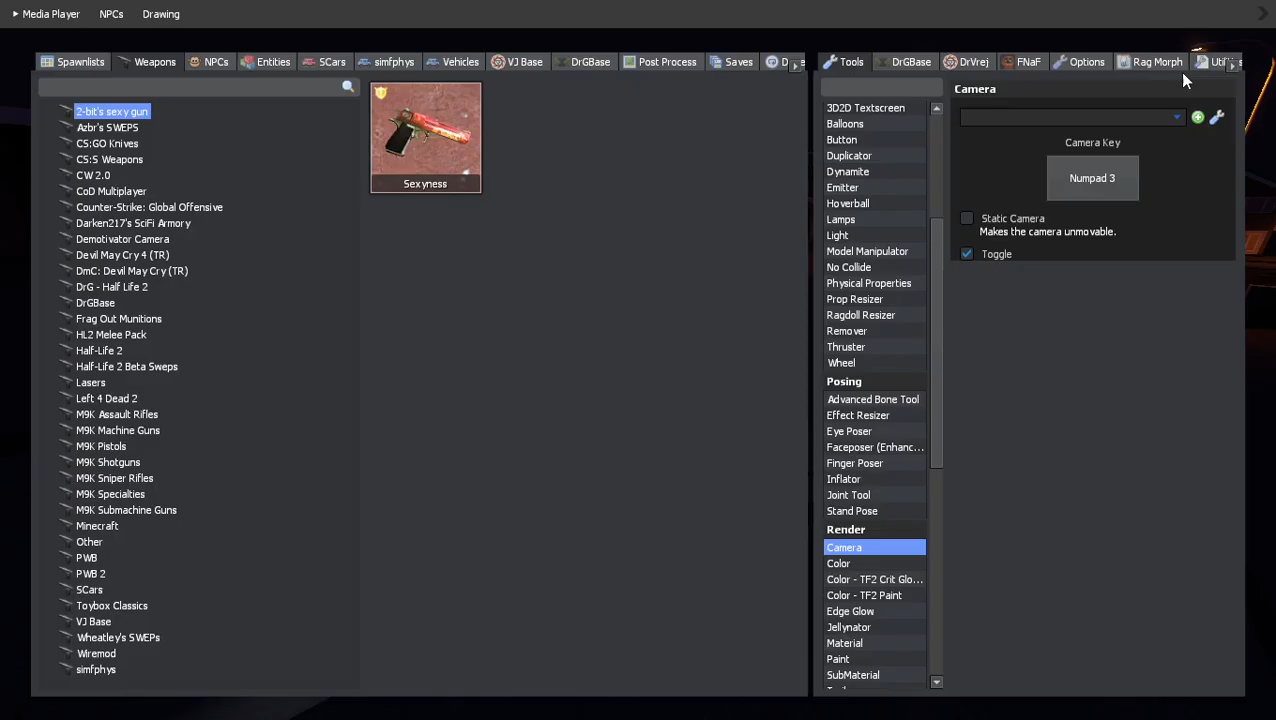 Media Player NPCs Drawing
Spawnlists Weapons NPCs Entities SCars simfphys Vehicles VJ Base DrGBase Post Process Saves
Tools DrGBase DrVrej FNaF Options Rag Morph
2-bit's sexy gun
Azbr's SWEPS
CS:GO Knives
CS:S Weapons
CW 2.0
CoD Multiplayer
Counter-Strike: Global Offensive
Darken217's SciFi Armory
Demotivator Camera
Devil May Cry 4 (TR)
DmC: Devil May Cry (TR)
DrG - Half Life 2
DrGBase
Frag Out Munitions
HL2 Melee Pack
Half-Life 2
Half-Life 2 Beta Sweps
Lasers
Left 4 Dead 2
M9K Assault Rifles
M9K Machine Guns
M9K Pistols
M9K Shotguns
M9K Sniper Rifles
M9K Specialties
M9K Submachine Guns
Minecraft
Other
PWB
PWB 2
SCars
Toybox Classics
VJ Base
Wheatley's SWEPs
Wiremod
simfphys
Sexyness
3D2D Textscreen
Balloons
Button
Duplicator
Dynamite
Emitter
Hoverball
Lamps
Light
Model Manipulator
No Collide
Physical Properties
Prop Resizer
Ragdoll Resizer
Remover
Thruster
Wheel
Posing
Advanced Bone Tool
Effect Resizer
Eye Poser
Faceposer (Enhanc...
Finger Poser
Inflator
Joint Tool
Stand Pose
Render
Camera
Color
Color - TF2 Crit Glo...
Color - TF2 Paint
Edge Glow
Jellynator
Material
Paint
SubMaterial
Camera
Camera Key
Numpad 3
Static Camera
Makes the camera unmovable.
Toggle